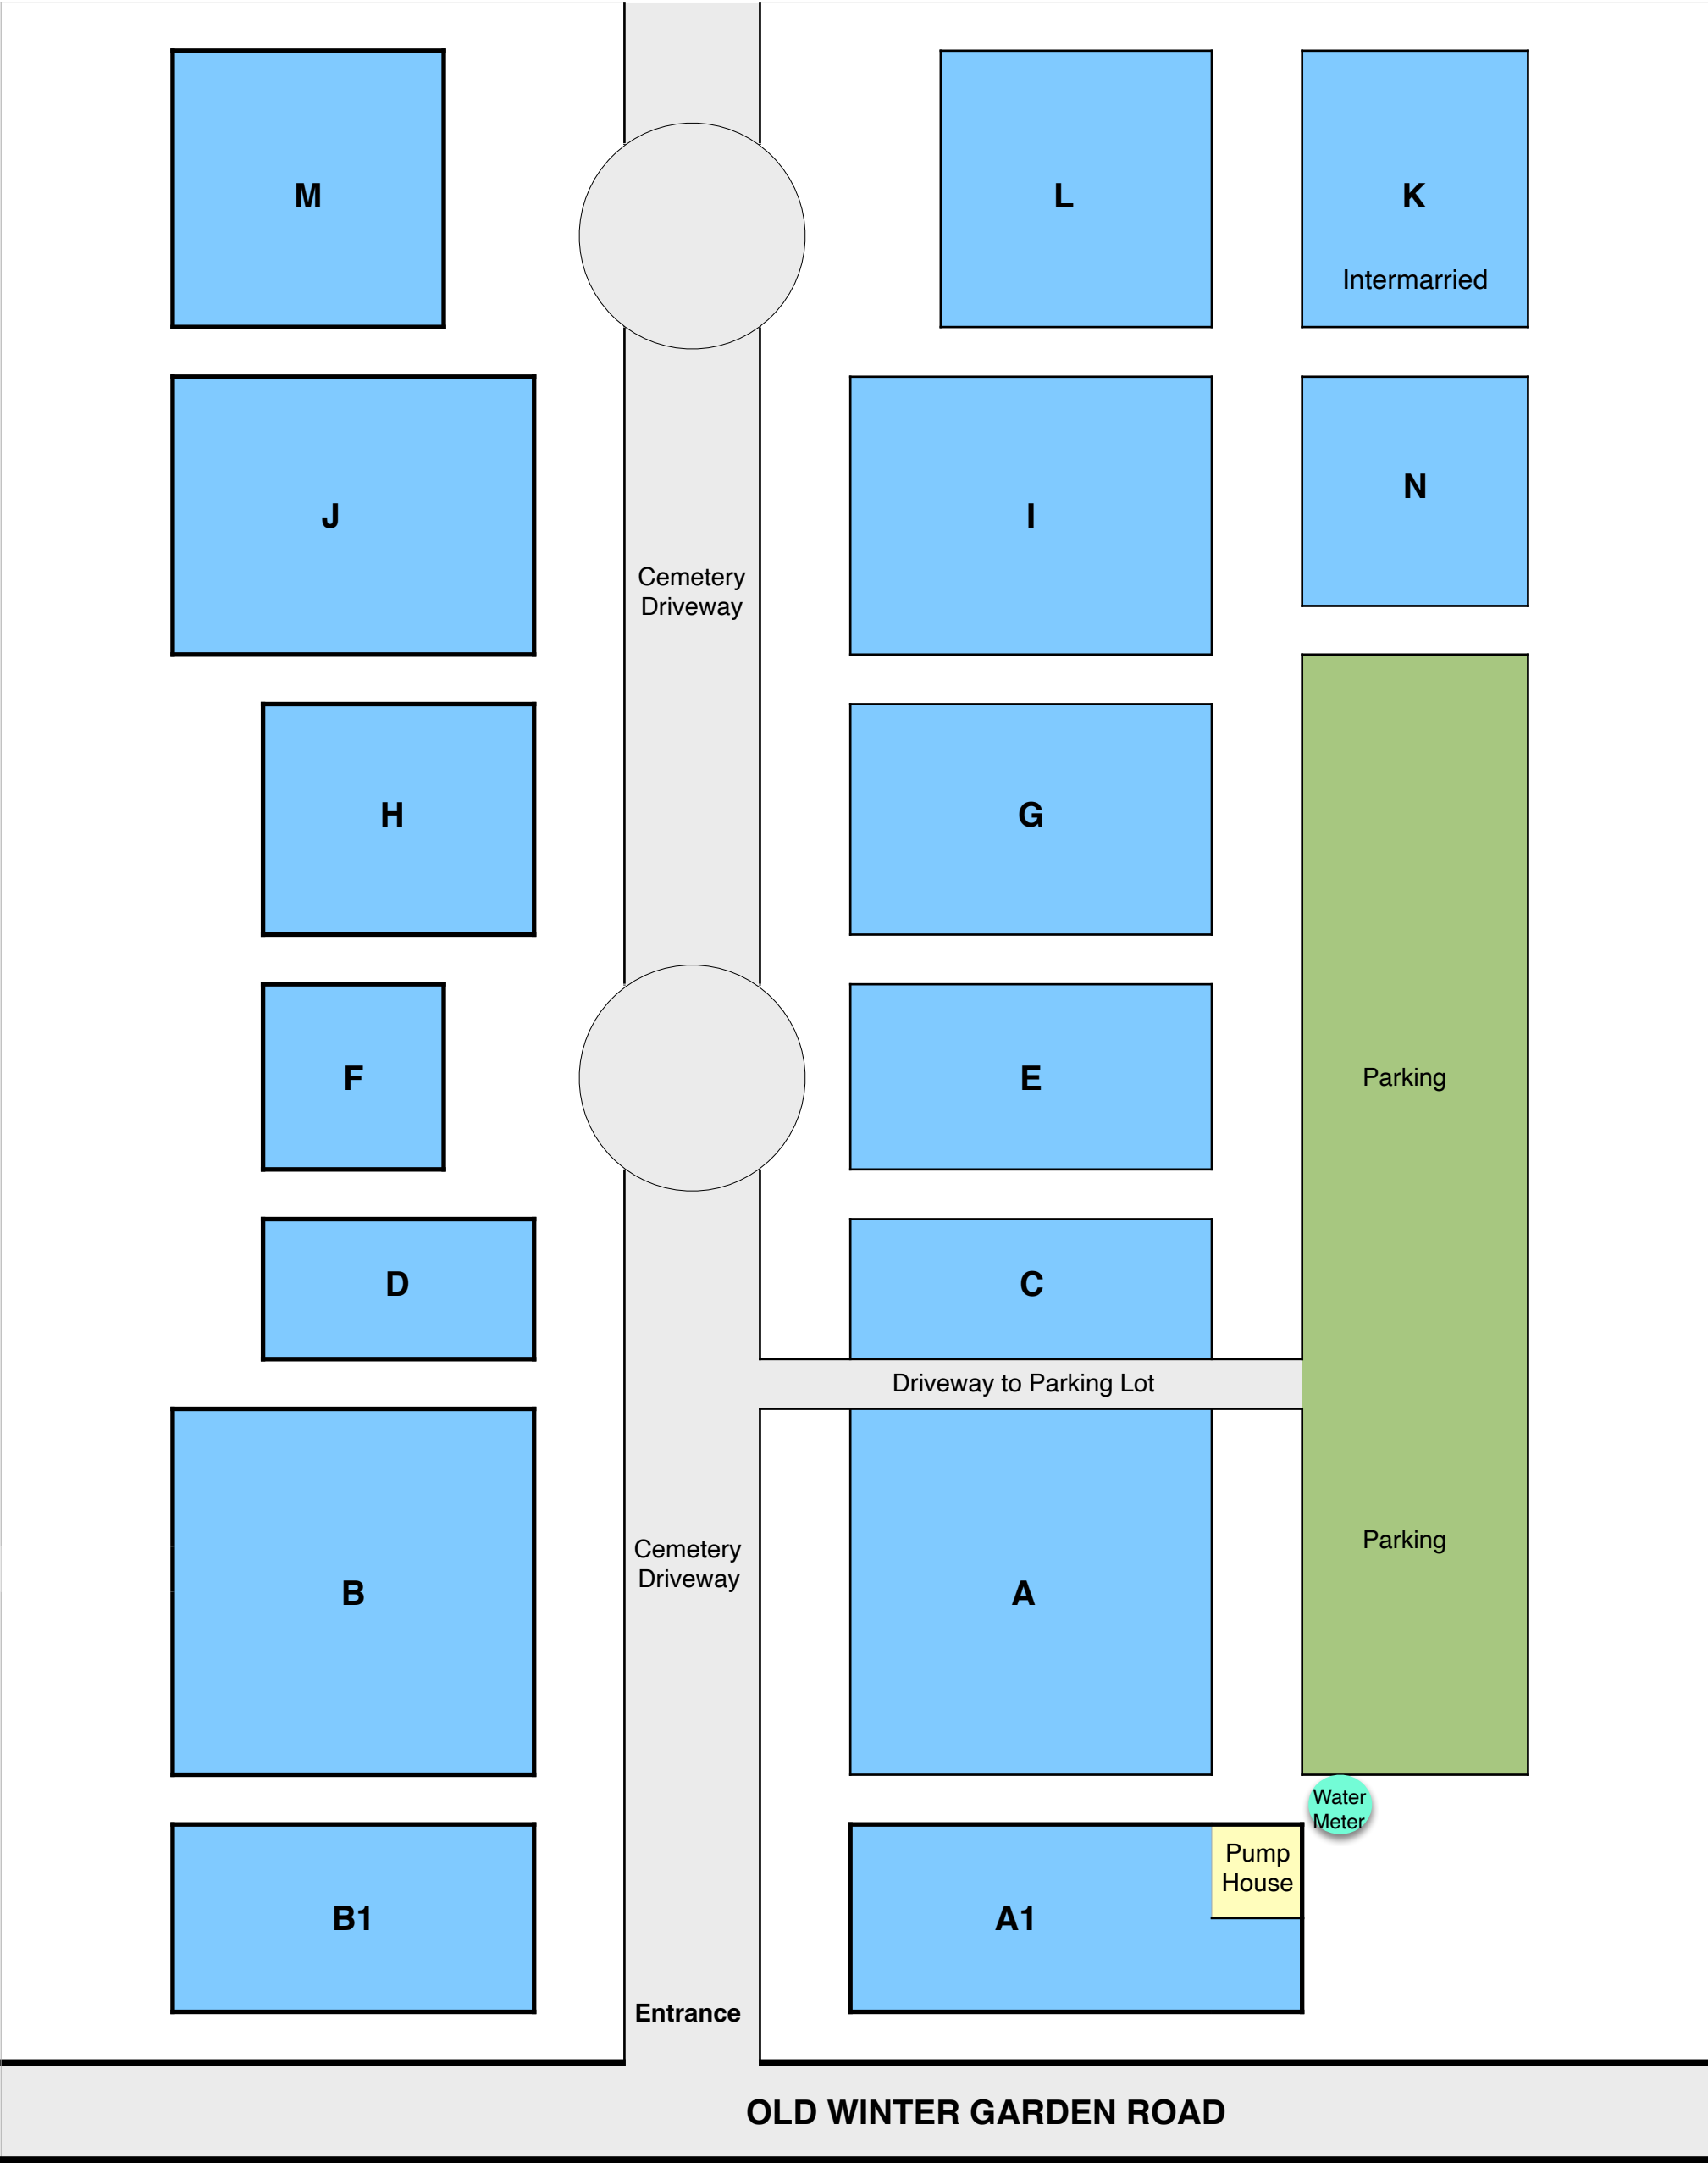 M
L
K
Intermarried
J
I
N
Cemetery
Driveway
H
G
F
E
Parking
D
C
Driveway to Parking Lot
B
Cemetery
Driveway
A
Parking
Water
Meter
Pump
House
B1
A1
Entrance
OLD WINTER GARDEN ROAD